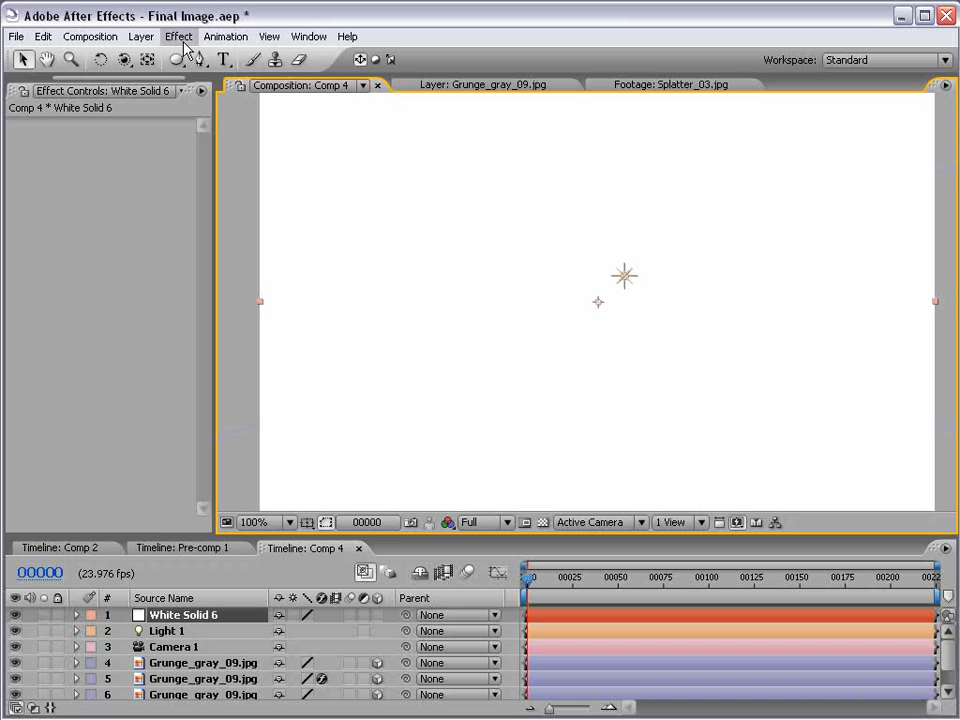 Adobe After Effects - Final Image.aep *
File Edit Composition Layer Effect Animation View Window Help
Workspace: Standard
Effect Controls: White Solid 6
Comp 4 * White Solid 6
Composition: Comp 4 Layer: Grunge_gray_09.jpg Footage: Splatter_03.jpg
100% 00000 Full Active Camera 1 View
Timeline: Comp 2 Timeline: Pre-comp 1 Timeline: Comp 4
00000 (23.976 fps)
00025 00050 00075 00100 00125 00150 00175 00200 0022
# Source Name Parent
1 White Solid 6 None
2 Light 1 None
3 Camera 1 None
4 Grunge_gray_09.jpg None
5 Grunge_gray_09.jpg None
6 Grunge_gray_09.jpg None